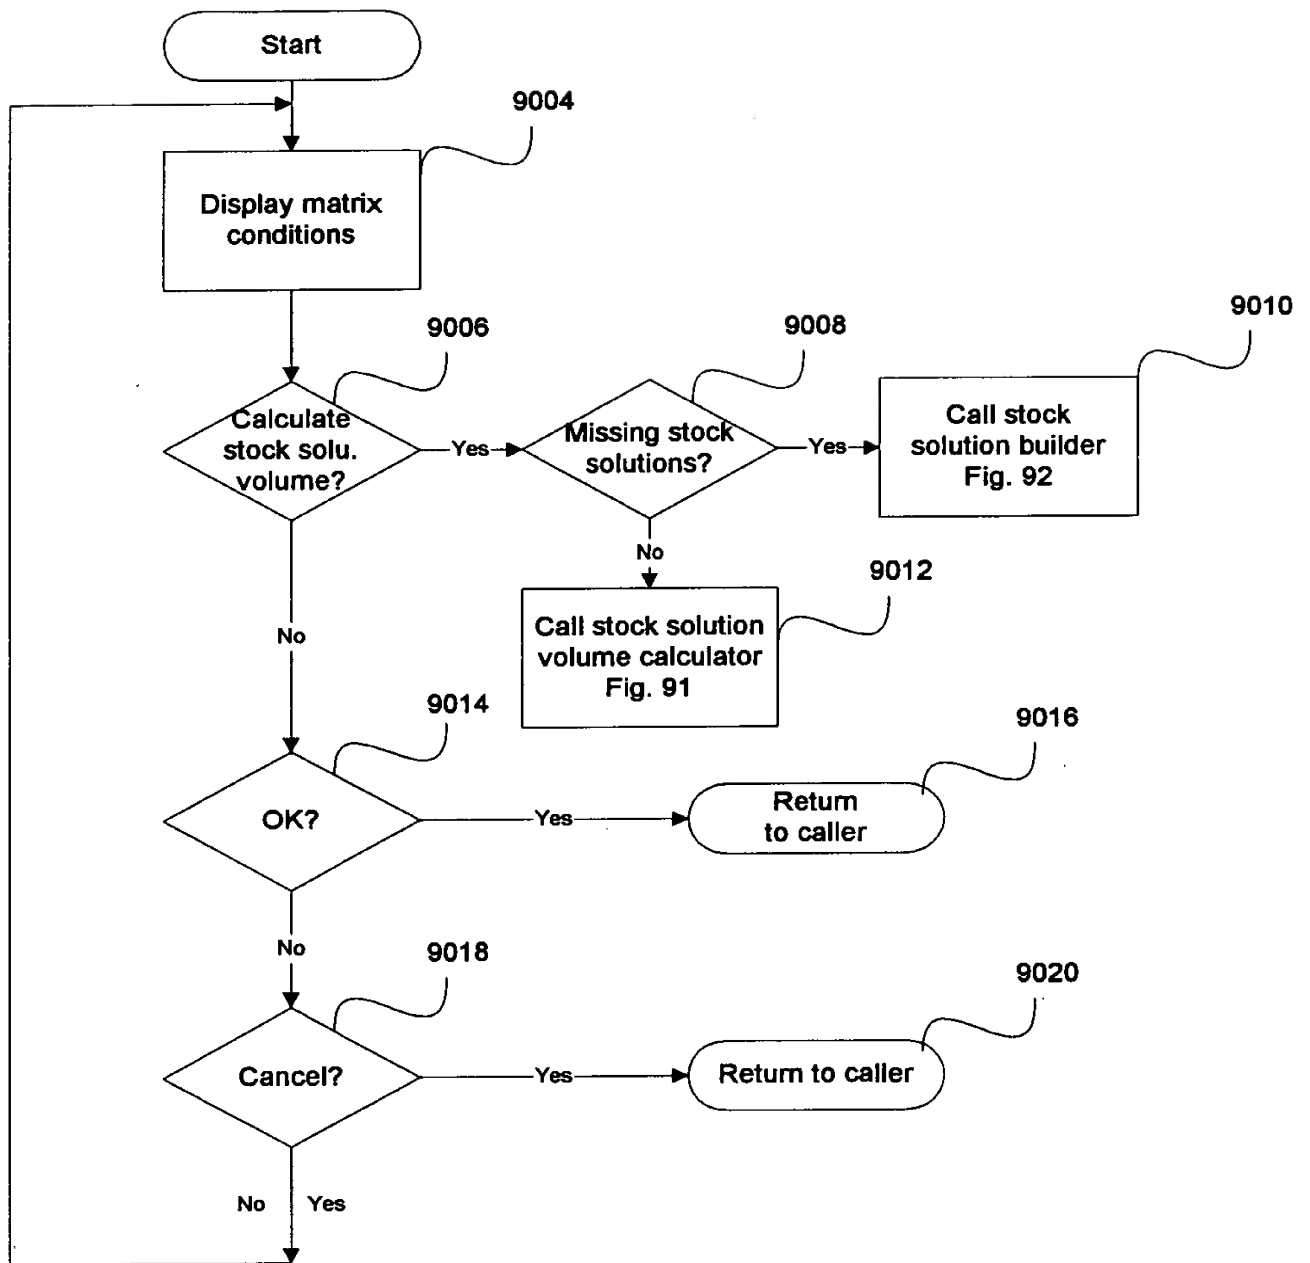 Start
9004
Display matrix
conditions
9006
9008
9010
Calculate
stock solu.
volume?
Yes
Missing stock
solutions?
Yes
Call stock
solution builder
Fig. 92
No
9012
Call stock solution
volume calculator
Fig. 91
No
9014
9016
OK?
Yes
Return
to caller
No
9018
9020
Cancel?
Yes
Return to caller
No
Yes